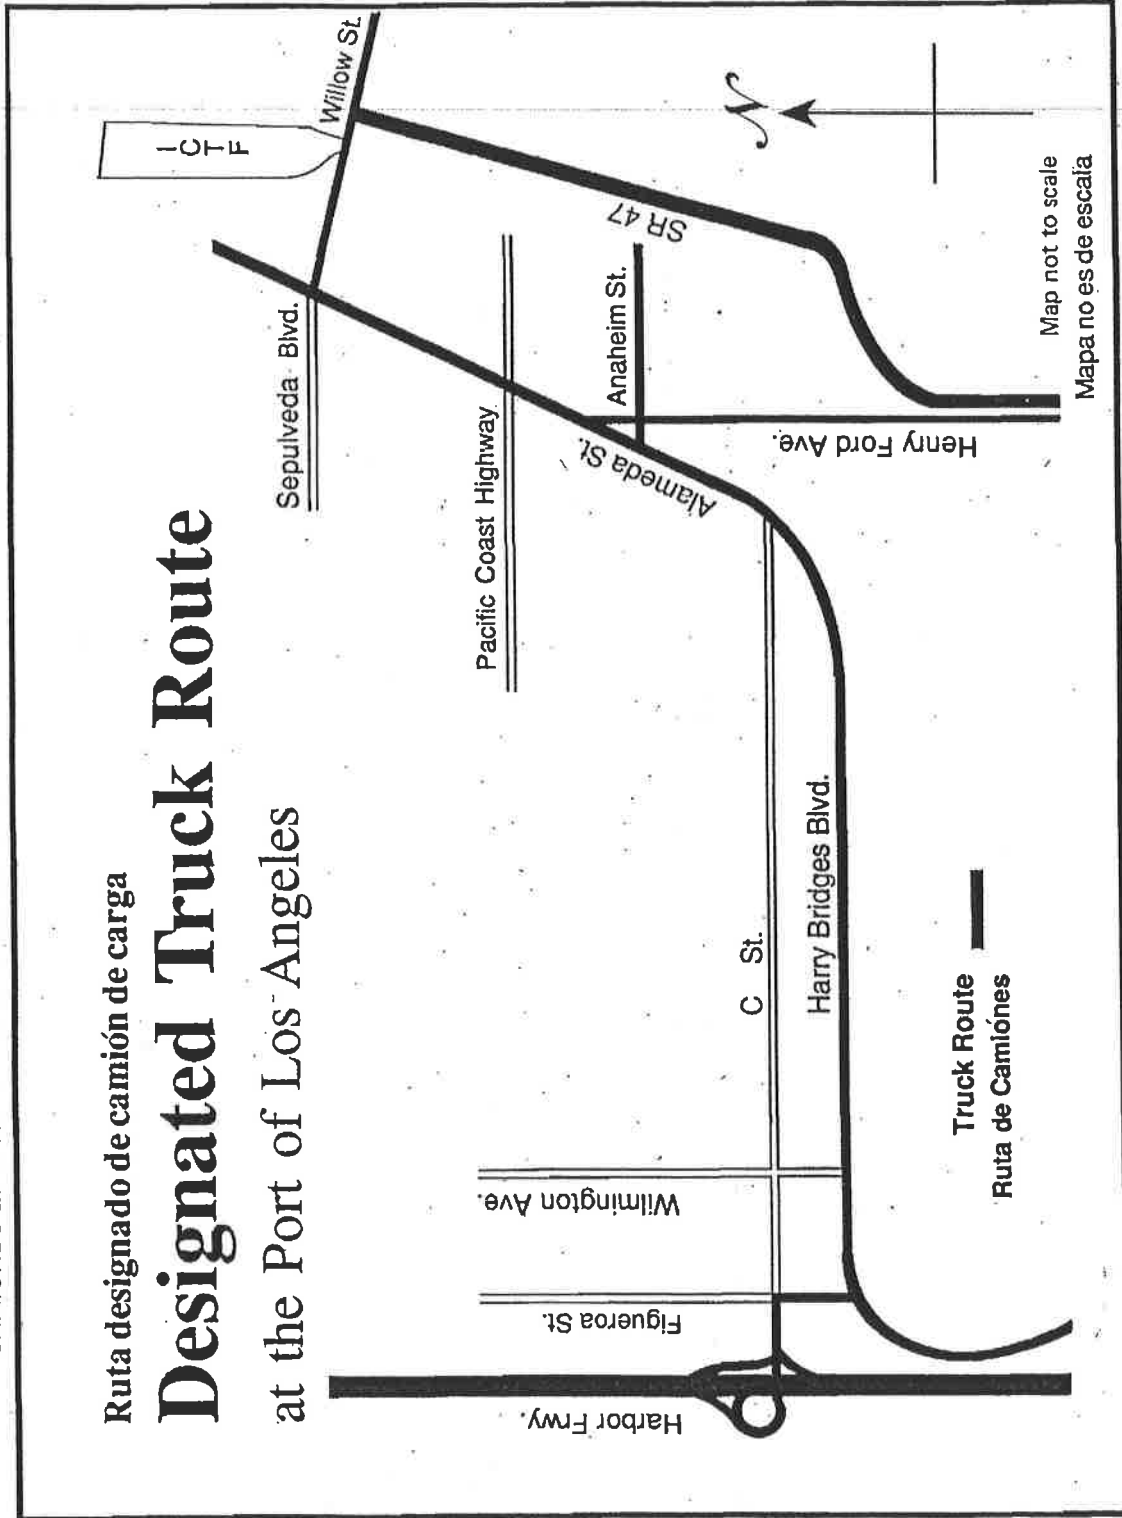 Ruta designado de camión de carga
Designated Truck Route
at the Port of Los Angeles
Willow St.
I
C
T
F
Sepulveda Blvd.
Pacific Coast Highway
SR 47
Anaheim St.
Alameda St.
Henry Ford Ave.
N
C St.
Harry Bridges Blvd.
Wilmington Ave.
Figueroa St.
Harbor Frwy.
Truck Route
Ruta de Camiónes
Map not to scale
Mapa no es de escala